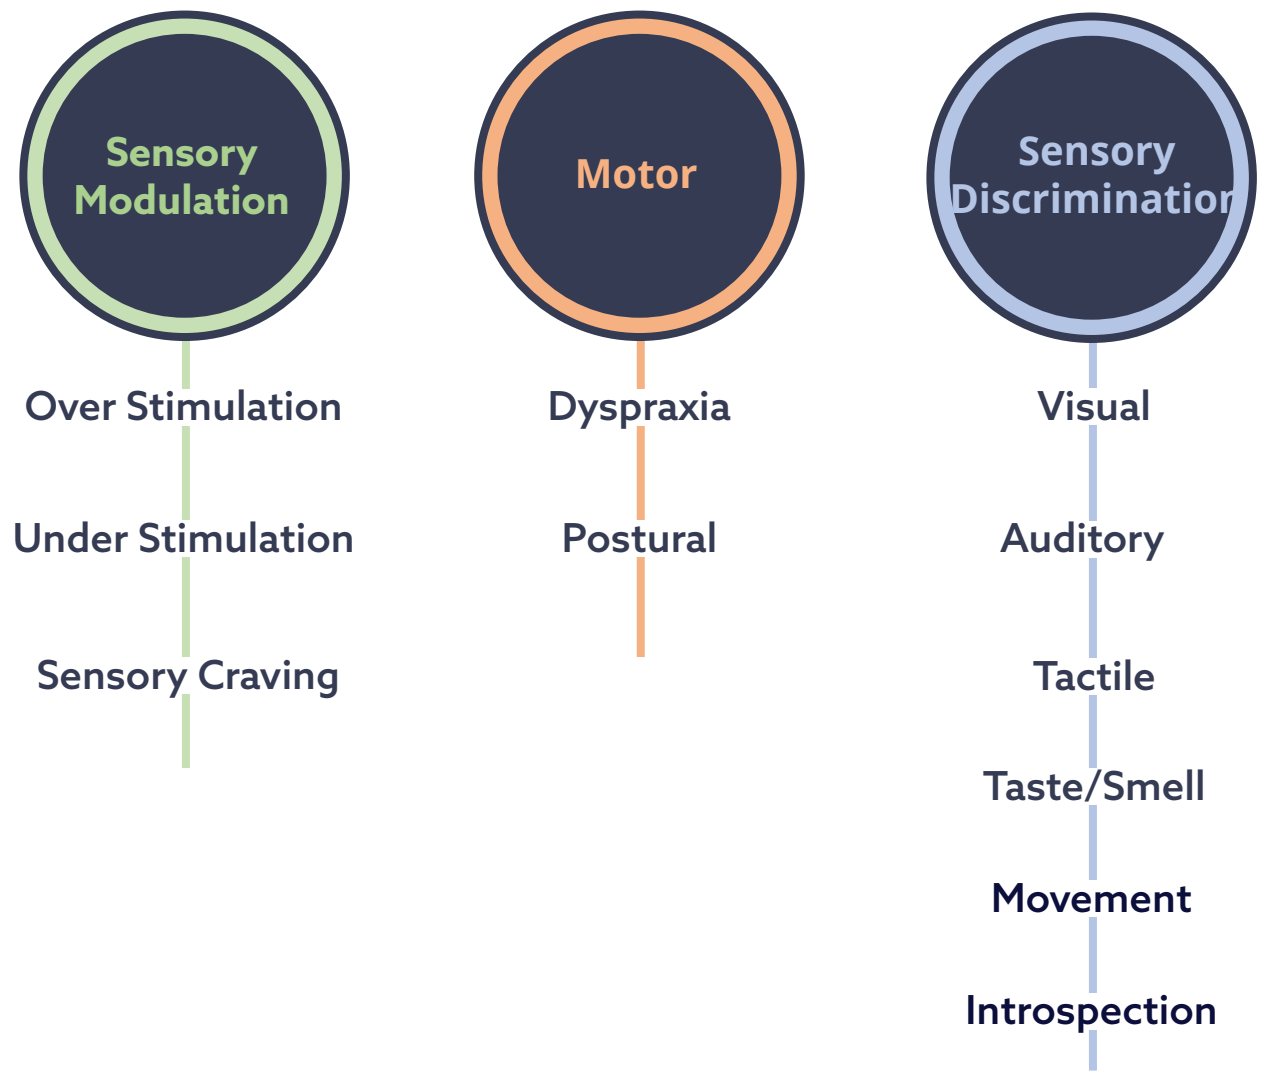 Sensory
Modulation
Over Stimulation
Under Stimulation
Sensory Craving
Motor
Dyspraxia
Postural
Sensory
Discrimination
Visual
Auditory
Tactile
Taste/Smell
Movement
Introspection